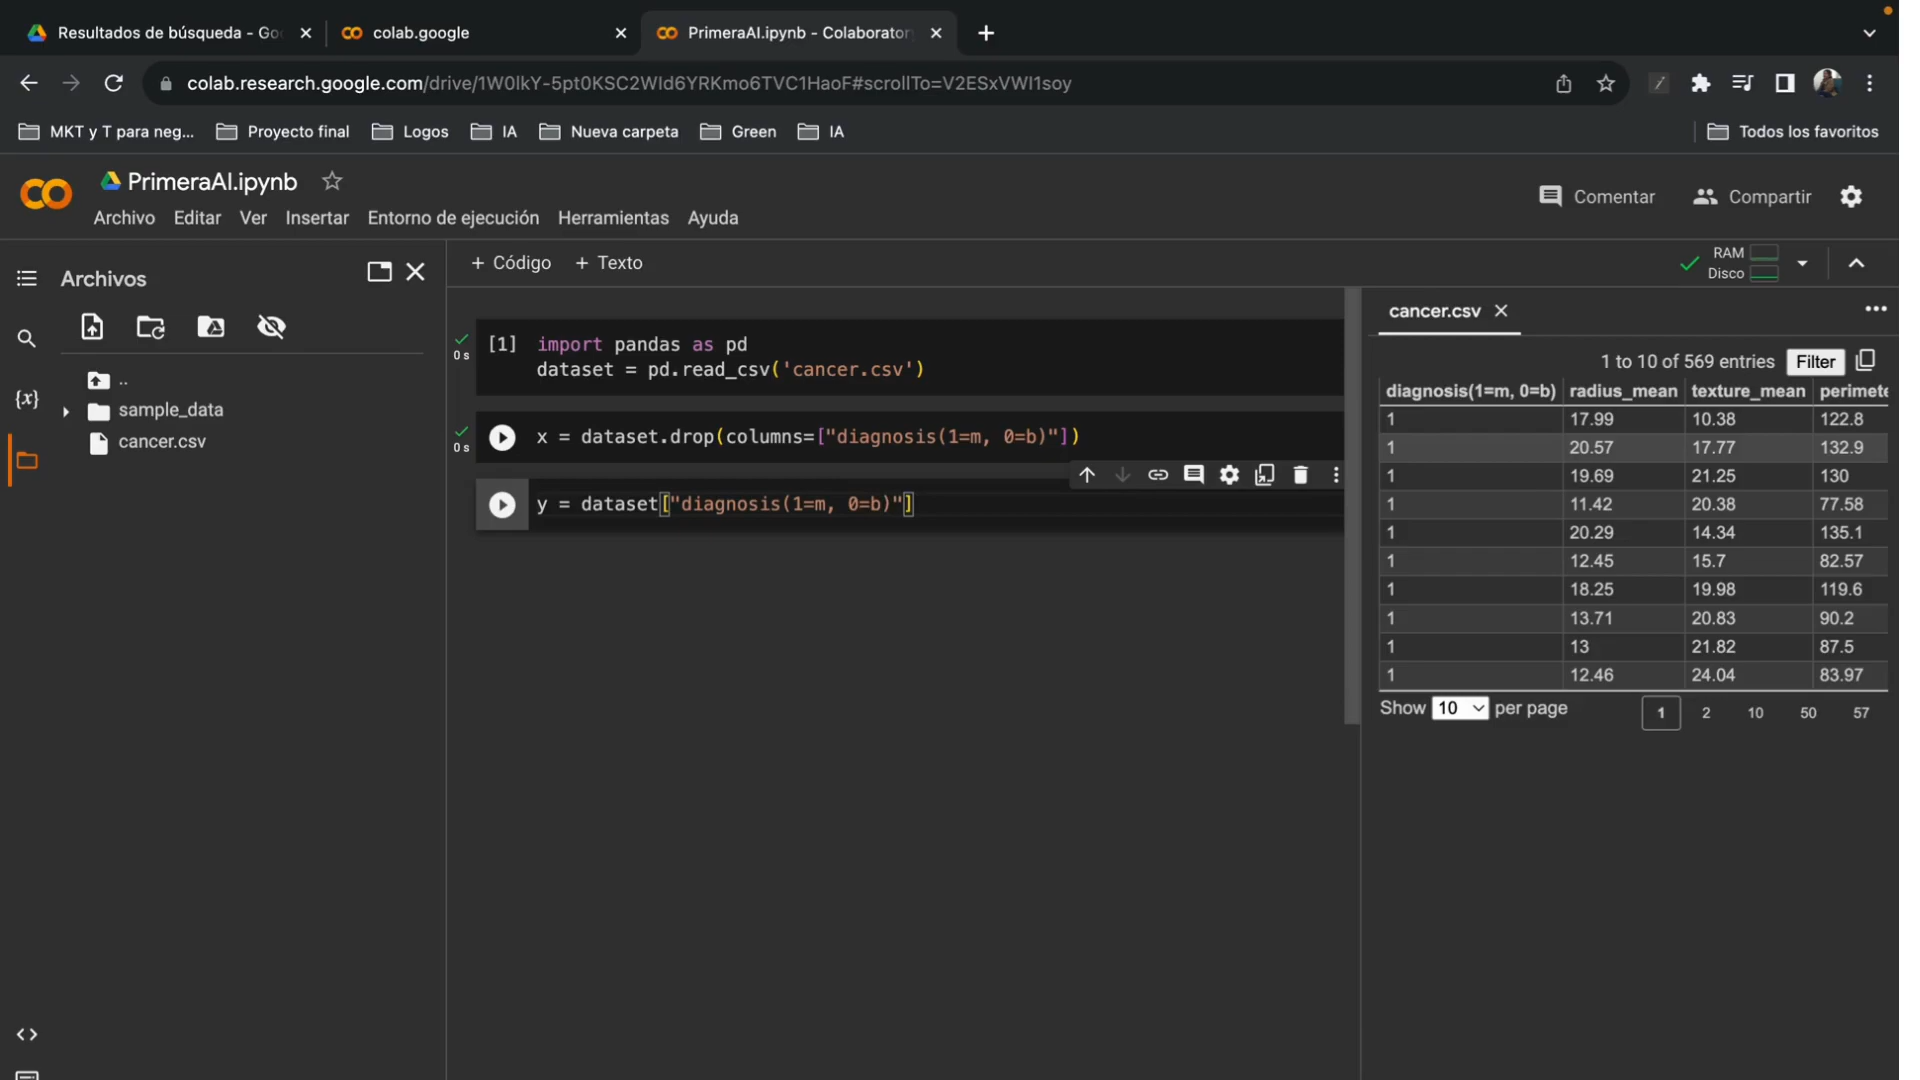 Resultados de búsqueda - Go
colab.google
PrimeraAI.ipynb - Colaboratory
colab.research.google.com/drive/1W0lkY-5pt0KSC2WId6YRKmo6TVC1HaoF#scrollTo=V2ESxVWI1soy
MKT y T para neg...
Proyecto final
Logos
IA
Nueva carpeta
Green
IA
Todos los favoritos
PrimeraAI.ipynb
Archivo Editar Ver Insertar Entorno de ejecución Herramientas Ayuda
Comentar
Compartir
Archivos
+ Código + Texto
RAM
Disco
..
sample_data
cancer.csv
0 s
[1]
import pandas as pd
dataset = pd.read_csv('cancer.csv')
0 s
x = dataset.drop(columns=["diagnosis(1=m, 0=b)"])
y = dataset["diagnosis(1=m, 0=b)"]
cancer.csv
1 to 10 of 569 entries Filter
diagnosis(1=m, 0=b) radius_mean texture_mean perimete
1 17.99 10.38 122.8
1 20.57 17.77 132.9
1 19.69 21.25 130
1 11.42 20.38 77.58
1 20.29 14.34 135.1
1 12.45 15.7 82.57
1 18.25 19.98 119.6
1 13.71 20.83 90.2
1 13 21.82 87.5
1 12.46 24.04 83.97
Show 10 per page 1 2 10 50 57